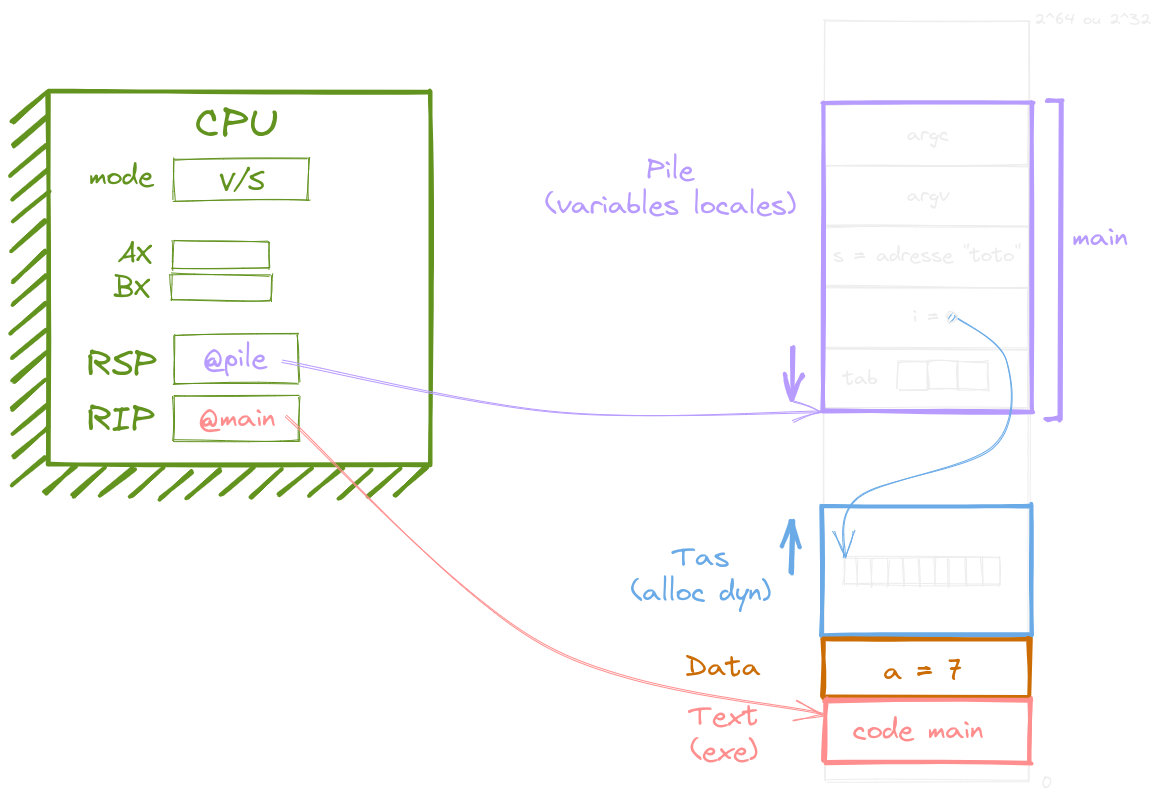 2^64 ou 2^32
CPU
mode
V/S
AX
BX
RSP
@pile
RIP
@main
Pile
(variables locales)
argc
argv
s = adresse "toto"
i =
tab
main
Tas
(alloc dyn)
Data
a = 7
Text
(exe)
code main
0